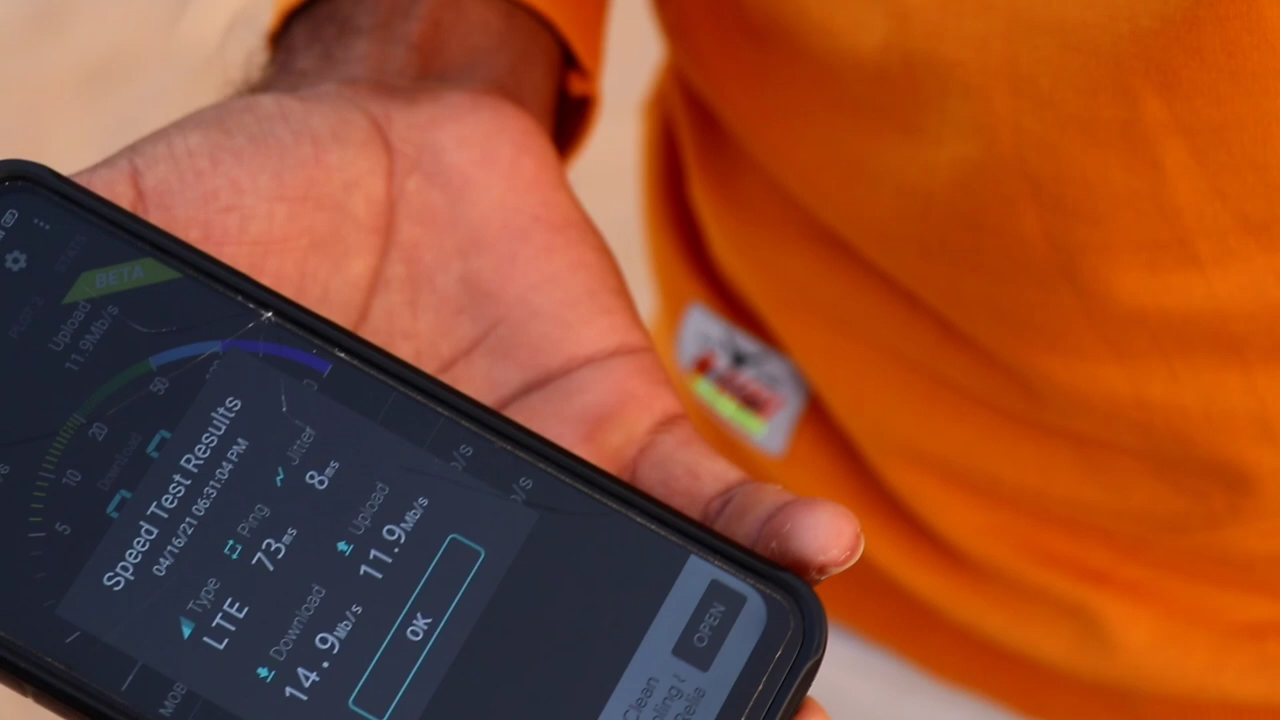 BETA
Upload
11.9Mb/s
50
20
10
5
Download
Speed Test Results
04/16/21 06:31:04 PM
Type
LTE
Ping
73ms
Jitter
8ms
Download
14.9Mb/s
Upload
11.9Mb/s
OK
OPEN
Clean